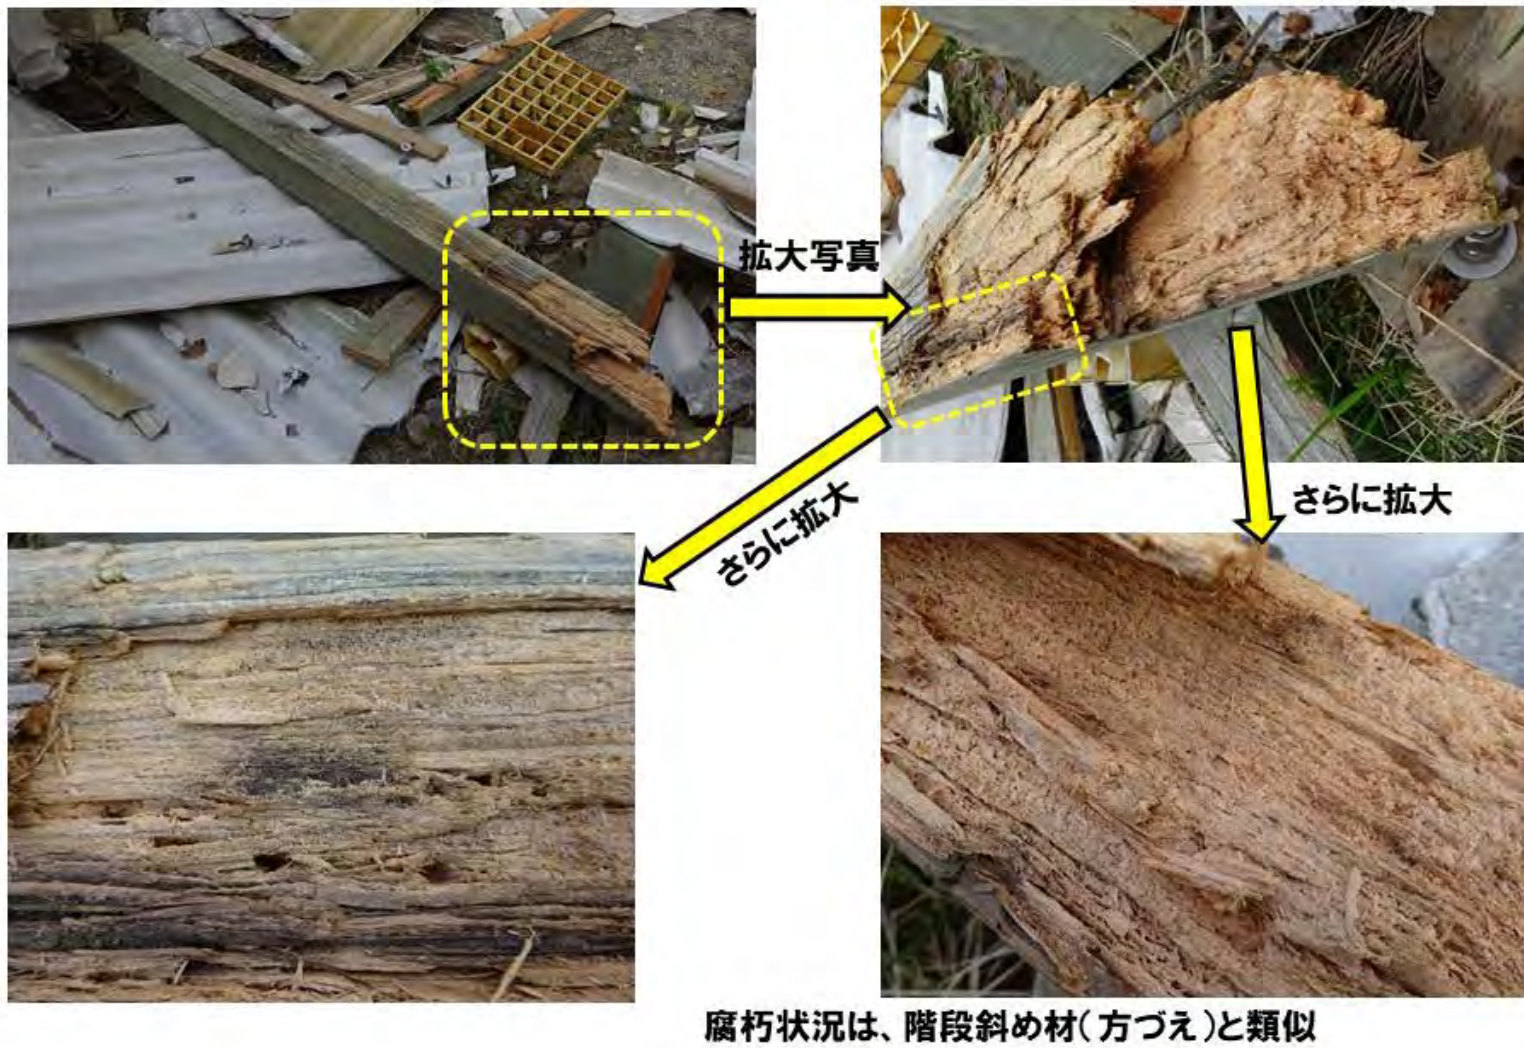 拡大写真
さらに拡大
さらに拡大
腐朽状況は、階段斜め材(方づえ)と類似